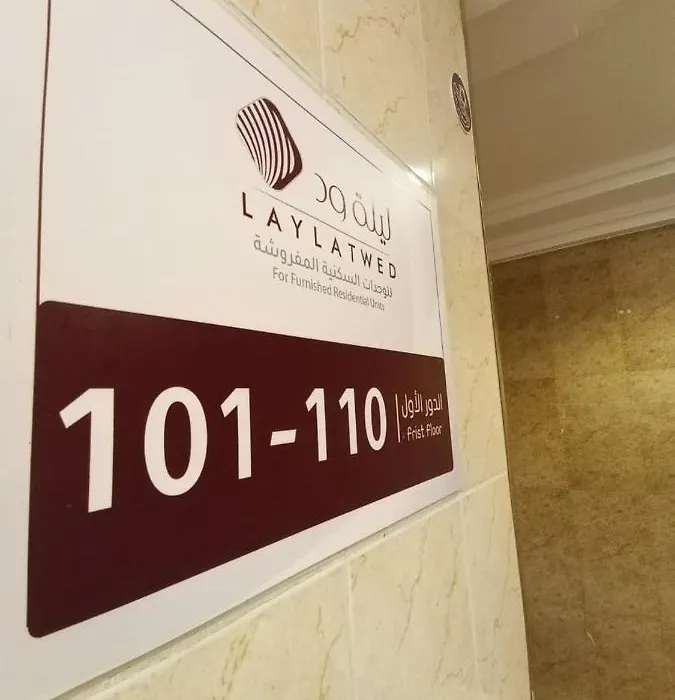 ليلة ود
LAYLATWED
للوحدات السكنية المفروشة
For Furnished Residential Units
101-110
الدور الأول
Frist Floor